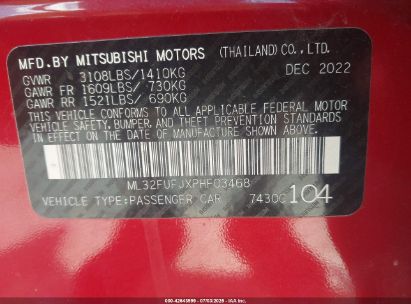 MFD.BY MITSUBISHI MOTORS (THAILAND) CO., LTD.
GVWR 3108LBS/1410KG DEC 2022
GAWR FR 1609LBS/ 730KG
GAWR RR 1521LBS/ 690KG
THIS VEHICLE CONFORMS TO ALL APPLICABLE FEDERAL MOTOR
VEHICLE SAFETY, BUMPER, AND THEFT PREVENTION STANDARDS
IN EFFECT ON THE DATE OF MANUFACTURE SHOWN ABOVE.
ML32FUFJXPHF03468
VEHICLE TYPE:PASSENGER CAR 7430C 104